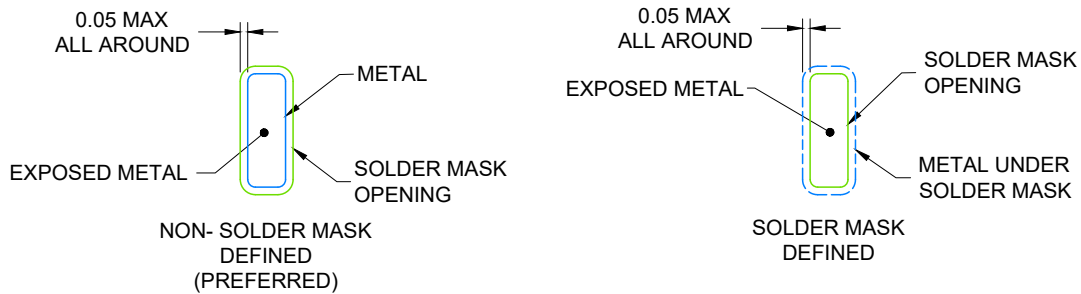 0.05 MAX
ALL AROUND
METAL
EXPOSED METAL
SOLDER MASK
OPENING
NON- SOLDER MASK
DEFINED
(PREFERRED)
0.05 MAX
ALL AROUND
SOLDER MASK
OPENING
EXPOSED METAL
METAL UNDER
SOLDER MASK
SOLDER MASK
DEFINED